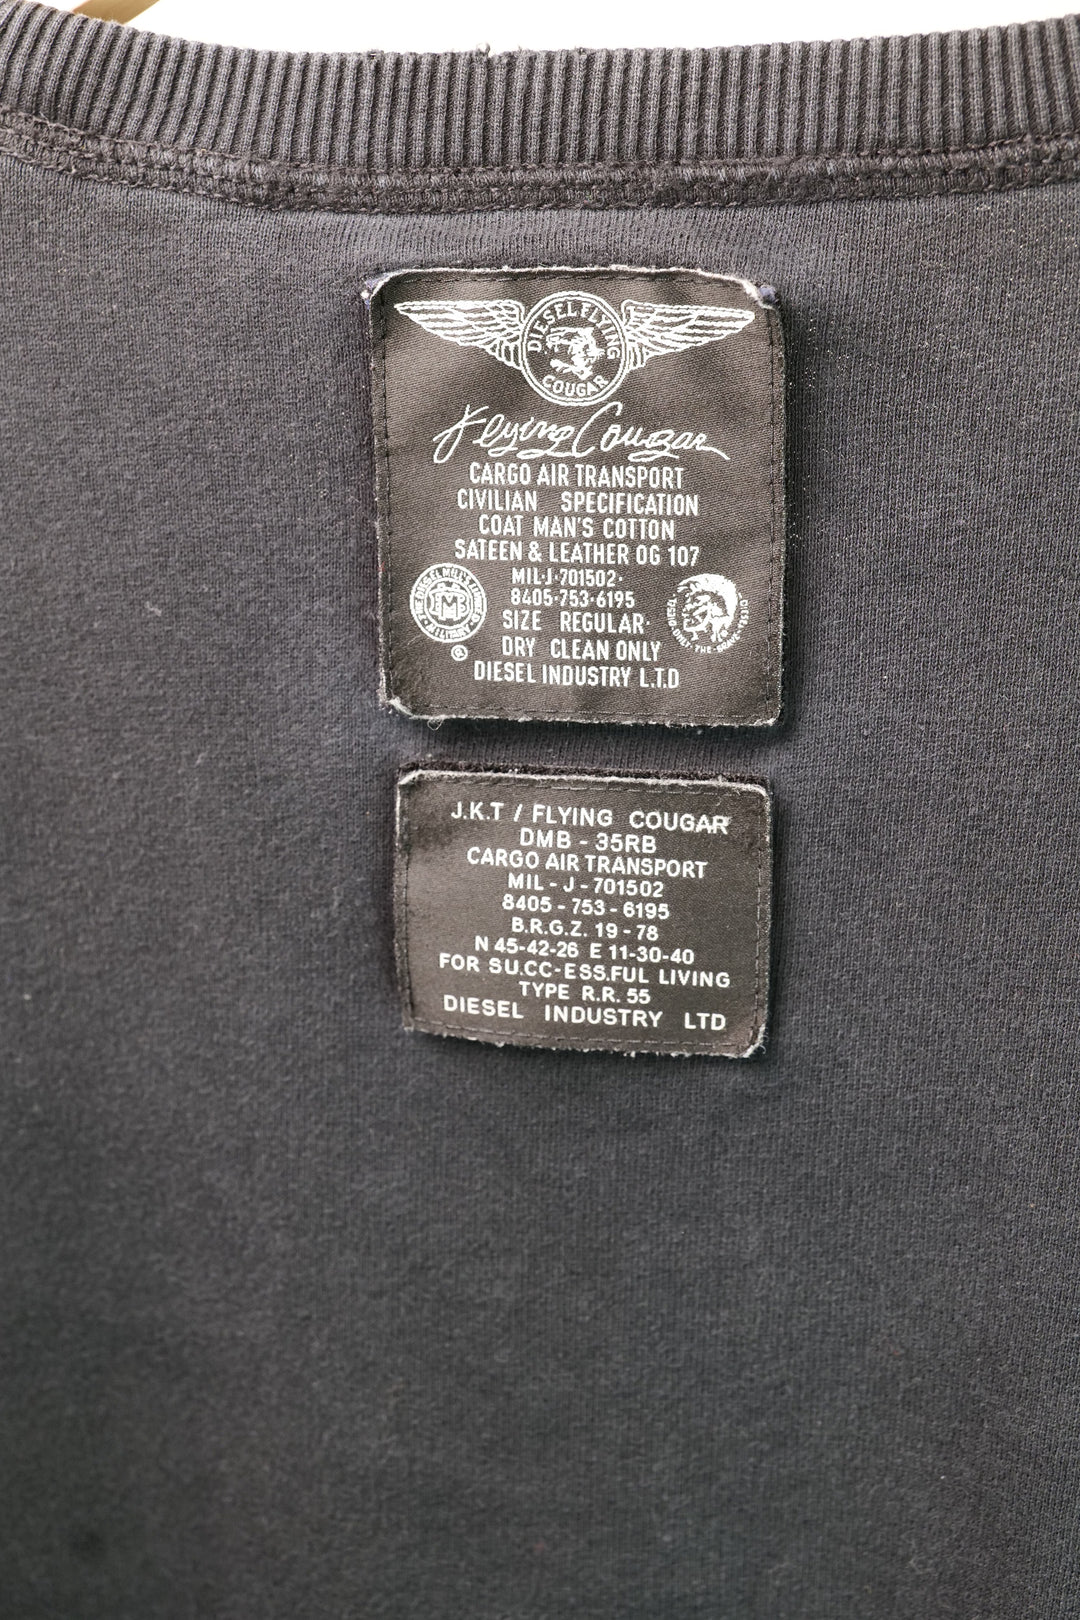 DIESEL FLYING
COUGAR
Flying Cougar
CARGO AIR TRANSPORT
CIVILIAN SPECIFICATION
COAT MAN'S COTTON
SATEEN & LEATHER OG 107
MIL·J·701502·
8405·753·6195
SIZE REGULAR·
DRY CLEAN ONLY
DIESEL INDUSTRY L.T.D
MILITARY
®
J.K.T / FLYING COUGAR
DMB - 35RB
CARGO AIR TRANSPORT
MIL - J - 701502
8405 - 753 - 6195
B.R.G.Z. 19 - 78
N 45-42-26 E 11-30-40
FOR SU.CC-ESS.FUL LIVING
TYPE R.R. 55
DIESEL INDUSTRY LTD